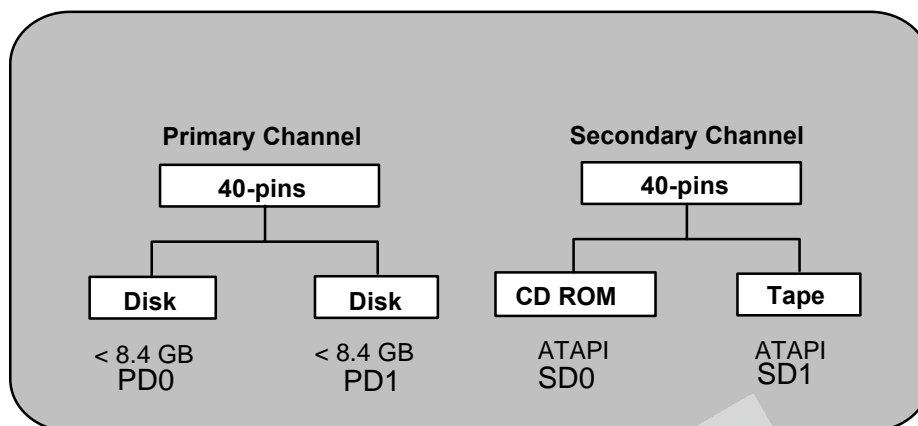 Primary Channel
Secondary Channel
40-pins
40-pins
Disk
Disk
CD ROM
Tape
< 8.4 GB
PD0
< 8.4 GB
PD1
ATAPI
SD0
ATAPI
SD1